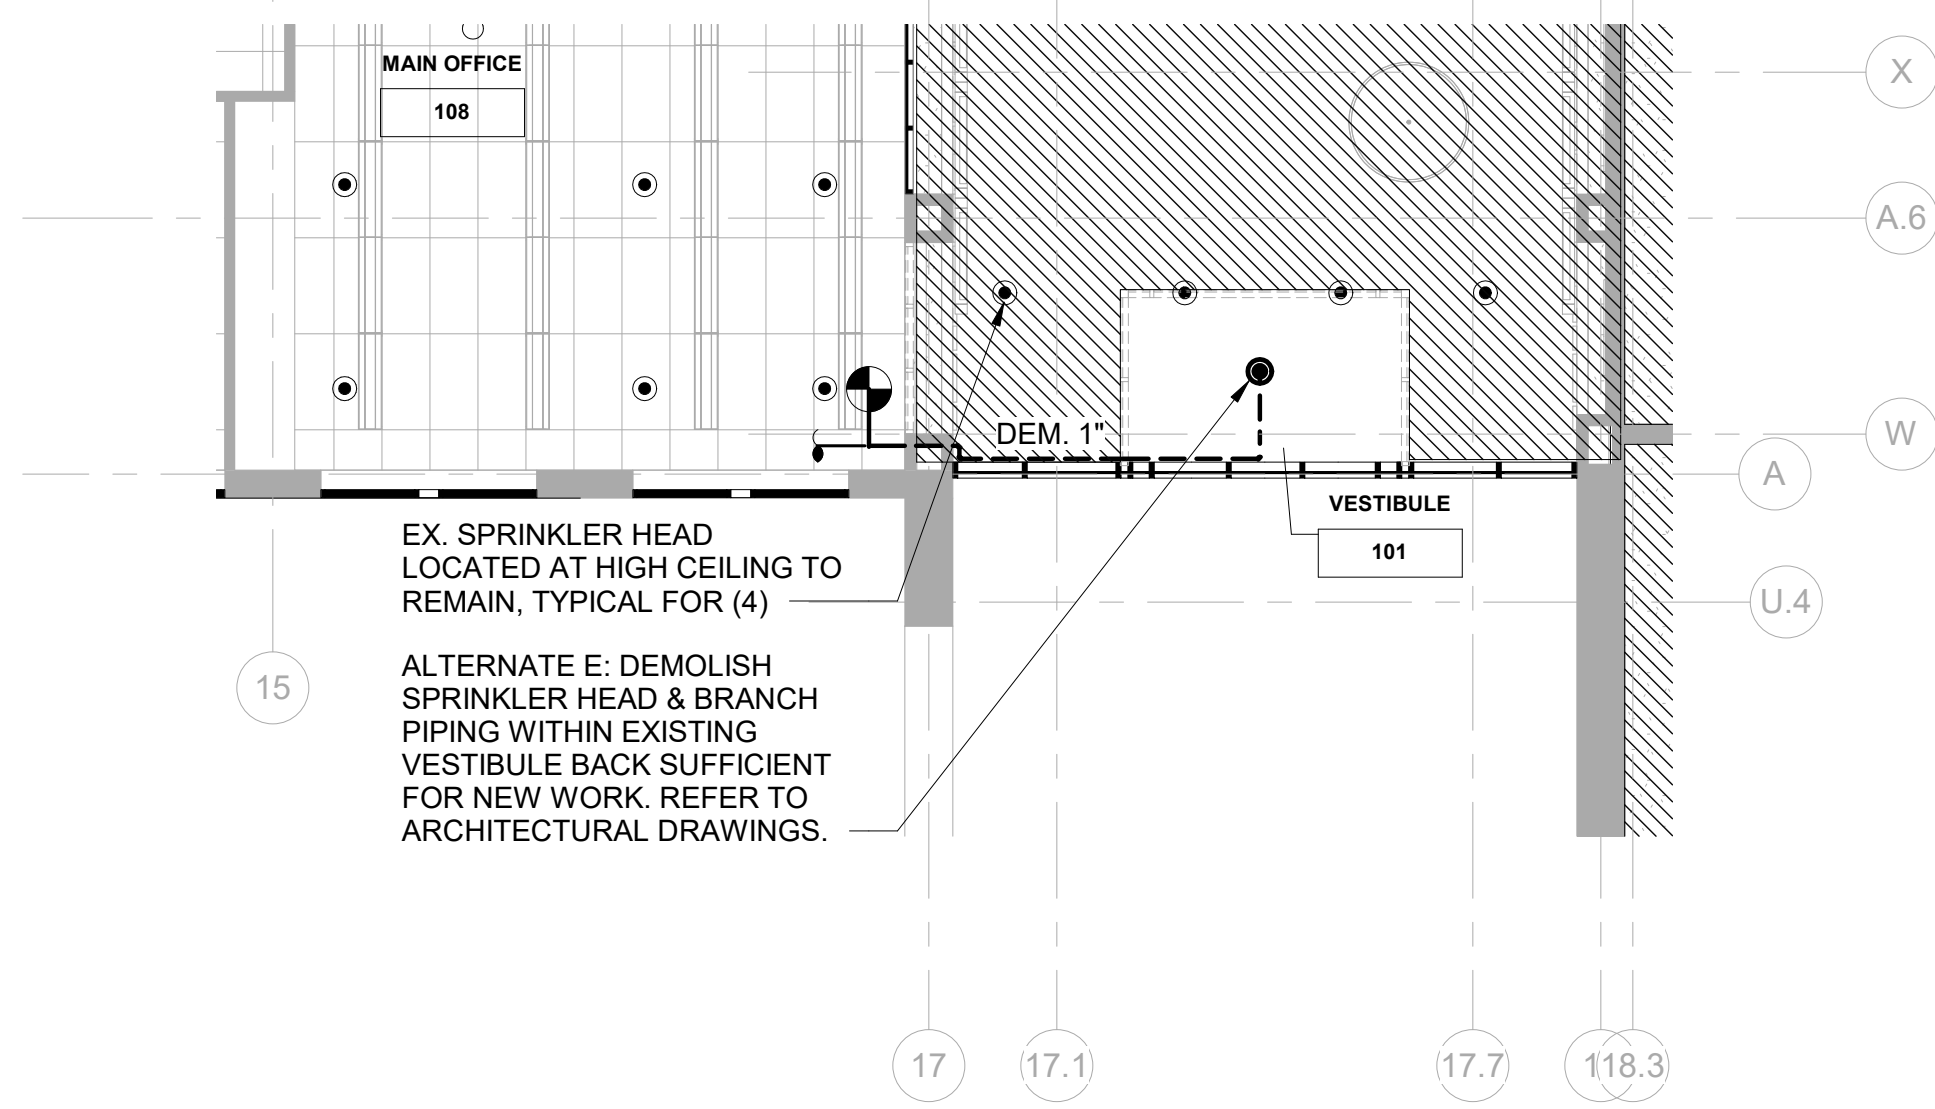 MAIN OFFICE
108
X
A.6
DEM. 1"
W
A
VESTIBULE
101
EX. SPRINKLER HEAD
LOCATED AT HIGH CEILING TO
REMAIN, TYPICAL FOR (4)
U.4
ALTERNATE E: DEMOLISH
SPRINKLER HEAD & BRANCH
PIPING WITHIN EXISTING
VESTIBULE BACK SUFFICIENT
FOR NEW WORK. REFER TO
ARCHITECTURAL DRAWINGS.
15
17
17.1
17.7
18.3